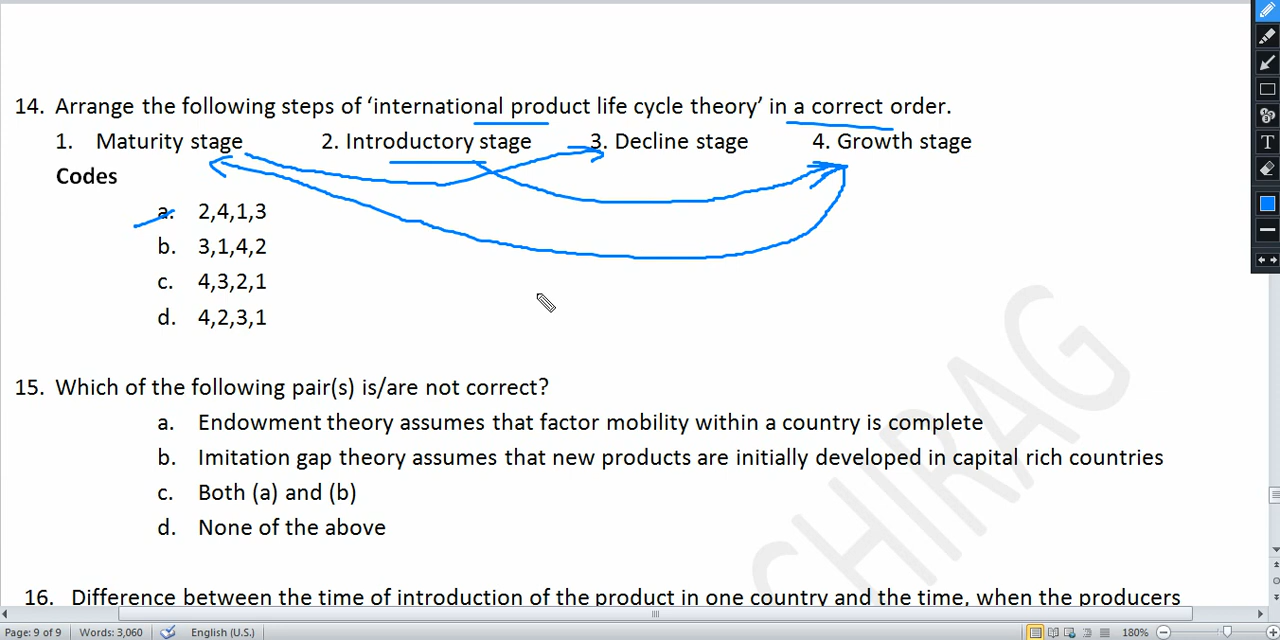 14. Arrange the following steps of ‘international product life cycle theory’ in a correct order.
1. Maturity stage 2. Introductory stage 3. Decline stage 4. Growth stage
Codes
a. 2,4,1,3
b. 3,1,4,2
c. 4,3,2,1
d. 4,2,3,1
15. Which of the following pair(s) is/are not correct?
a. Endowment theory assumes that factor mobility within a country is complete
b. Imitation gap theory assumes that new products are initially developed in capital rich countries
c. Both (a) and (b)
d. None of the above
CHIRAG
16. Difference between the time of introduction of the product in one country and the time, when the producers
Page: 9 of 9 Words: 3,060 English (U.S.) 180%
T